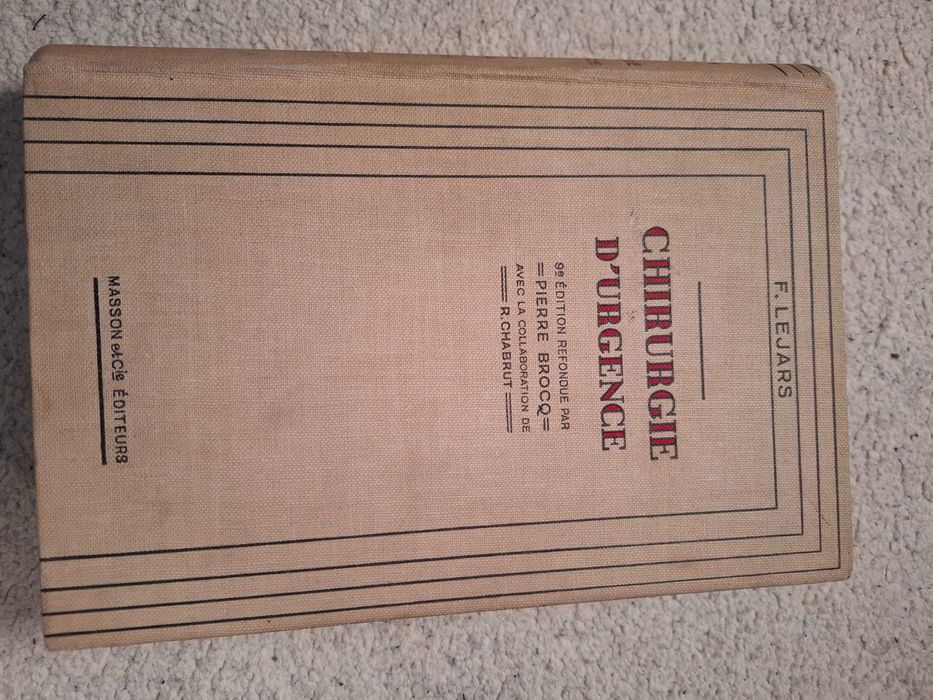 F. LEJARS
CHIRURGIE
D'URGENCE
9e ÉDITION REFONDUE PAR
PIERRE BROCQ
AVEC LA COLLABORATION DE
R. CHABRUT
MASSON et Cie ÉDITEURS